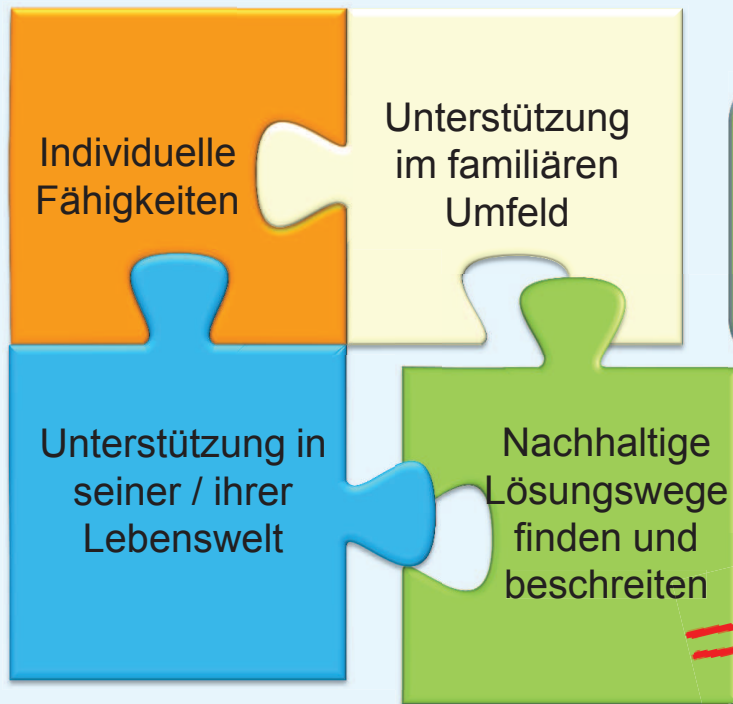 Individuelle
Fähigkeiten
Unterstützung
im familiären
Umfeld
Unterstützung in
seiner / ihrer
Lebenswelt
Nachhaltige
Lösungswege
finden und
beschreiten
=